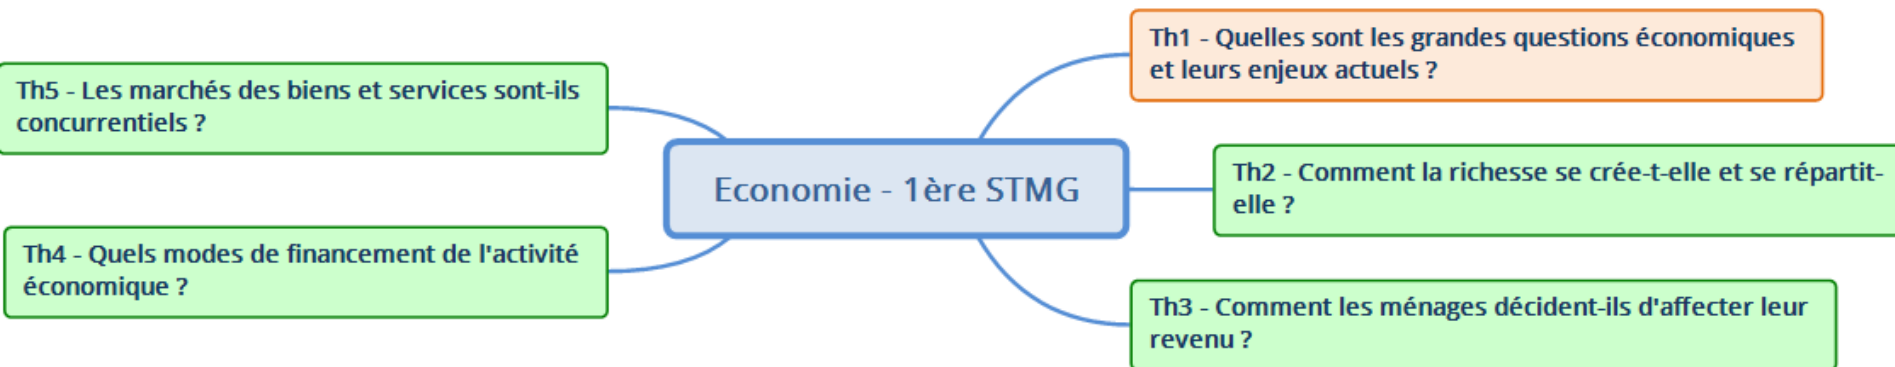 Economie - 1ère STMG
Th1 - Quelles sont les grandes questions économiques
et leurs enjeux actuels ?
Th2 - Comment la richesse se crée-t-elle et se répartit-
elle ?
Th3 - Comment les ménages décident-ils d'affecter leur
revenu ?
Th4 - Quels modes de financement de l'activité
économique ?
Th5 - Les marchés des biens et services sont-ils
concurrentiels ?